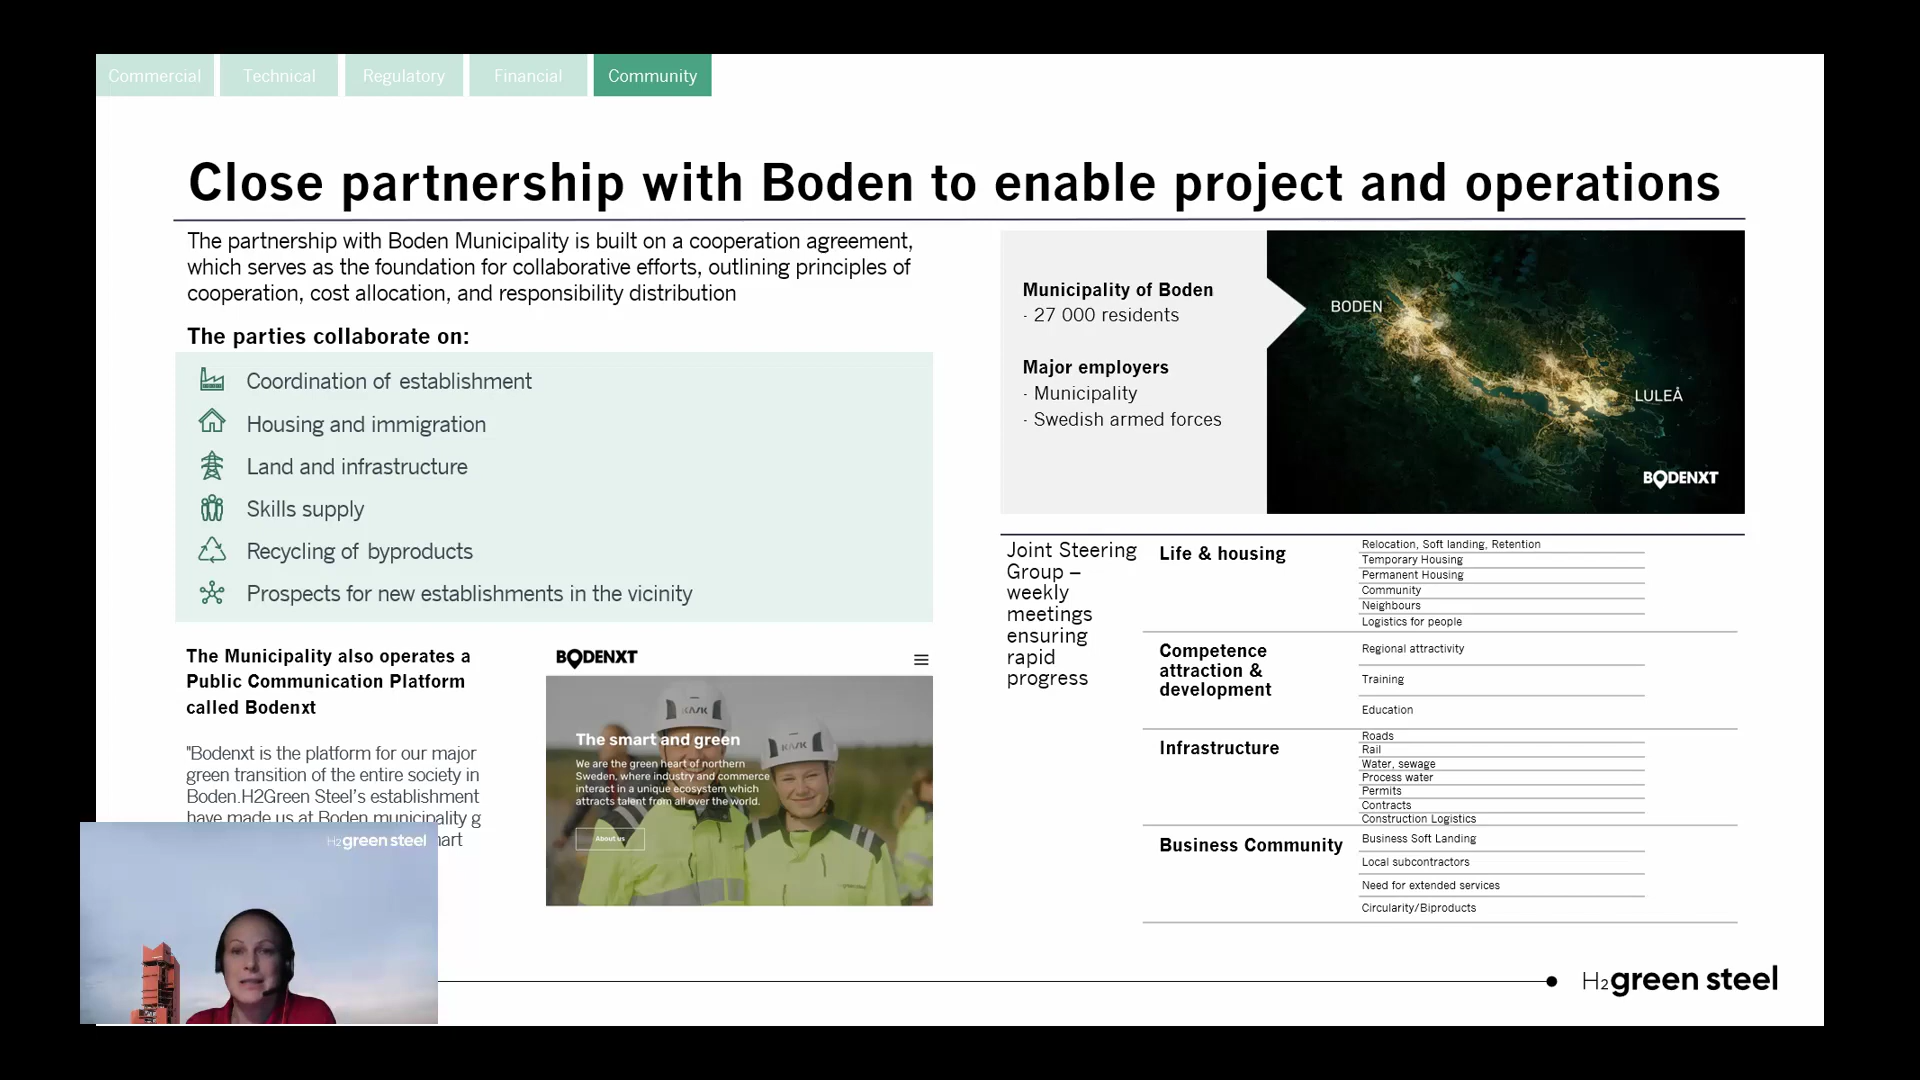 Commercial
Technical
Regulatory
Financial
Community
Close partnership with Boden to enable project and operations
The partnership with Boden Municipality is built on a cooperation agreement,
which serves as the foundation for collaborative efforts, outlining principles of
cooperation, cost allocation, and responsibility distribution
The parties collaborate on:
Coordination of establishment
Housing and immigration
Land and infrastructure
Skills supply
Recycling of byproducts
Prospects for new establishments in the vicinity
The Municipality also operates a
Public Communication Platform
called Bodenxt
"Bodenxt is the platform for our major
green transition of the entire society in
Boden.H2Green Steel's establishment
have made us at Boden municipality g
BODENXT
KASK
KASK
The smart and green
We are the green heart of northern
Sweden, where industry and commerce
interact in a unique ecosystem which
attracts talent from all over the world.
About us
Municipality of Boden
- 27 000 residents
Major employers
- Municipality
- Swedish armed forces
BODEN
LULEÅ
BODENXT
Joint Steering
Group –
weekly
meetings
ensuring
rapid
progress
Life & housing
Relocation, Soft landing, Retention
Temporary Housing
Permanent Housing
Community
Neighbours
Logistics for people
Competence
attraction &
development
Regional attractivity
Training
Education
Infrastructure
Roads
Rail
Water, sewage
Process water
Permits
Contracts
Construction Logistics
Business Community
Business Soft Landing
Local subcontractors
Need for extended services
Circularity/Biproducts
H2green steel
H2green steel